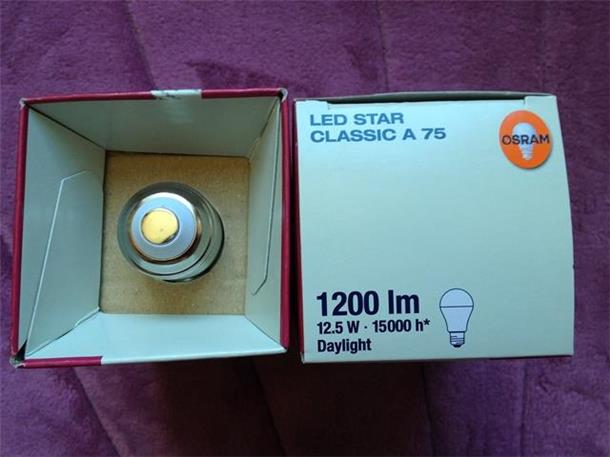 LED STAR
CLASSIC A 75
OSRAM
1200 lm
12.5 W · 15000 h*
Daylight